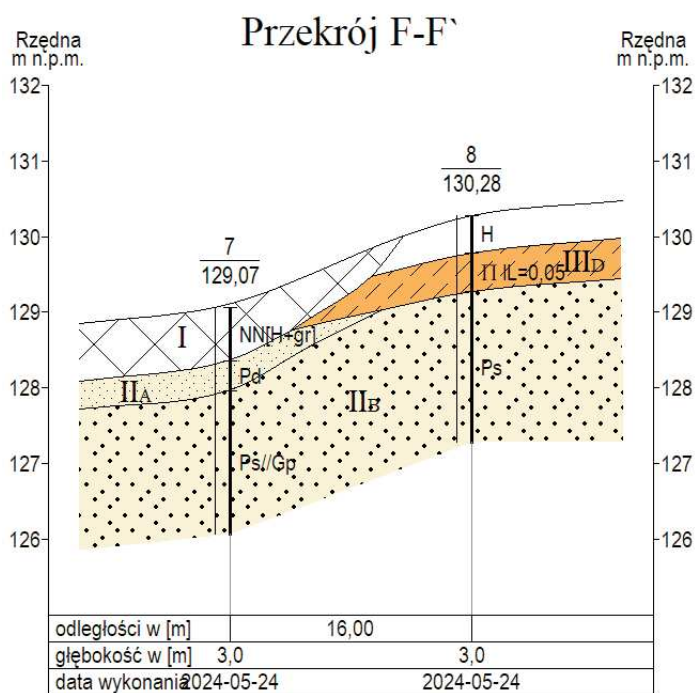 Przekrój F-F`
Rzędna
m n.p.m.
Rzędna
m n.p.m.
132
132
131
131
8
130,28
130
130
H
7
129,07
Π IL=0,05
IIID
129
129
I
NN[H+gr]
Pd
IIA
IIB
Ps
128
128
127
127
Ps//Gp
126
126
odległości w [m]
16,00
głębokość w [m]
3,0
3,0
data wykonania
2024-05-24
2024-05-24